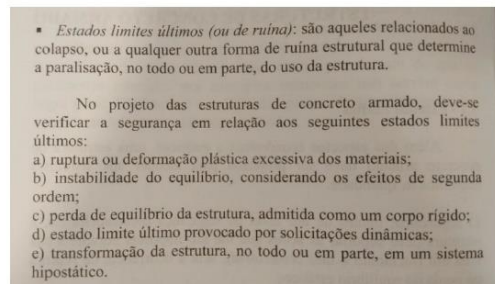 ▪ Estados limites últimos (ou de ruína): são aqueles relacionados ao
colapso, ou a qualquer outra forma de ruína estrutural que determine
a paralisação, no todo ou em parte, do uso da estrutura.
No projeto das estruturas de concreto armado, deve-se
verificar a segurança em relação aos seguintes estados limites
últimos:
a) ruptura ou deformação plástica excessiva dos materiais;
b) instabilidade do equilíbrio, considerando os efeitos de segunda
ordem;
c) perda de equilíbrio da estrutura, admitida como um corpo rígido;
d) estado limite último provocado por solicitações dinâmicas;
e) transformação da estrutura, no todo ou em parte, em um sistema
hipostático.